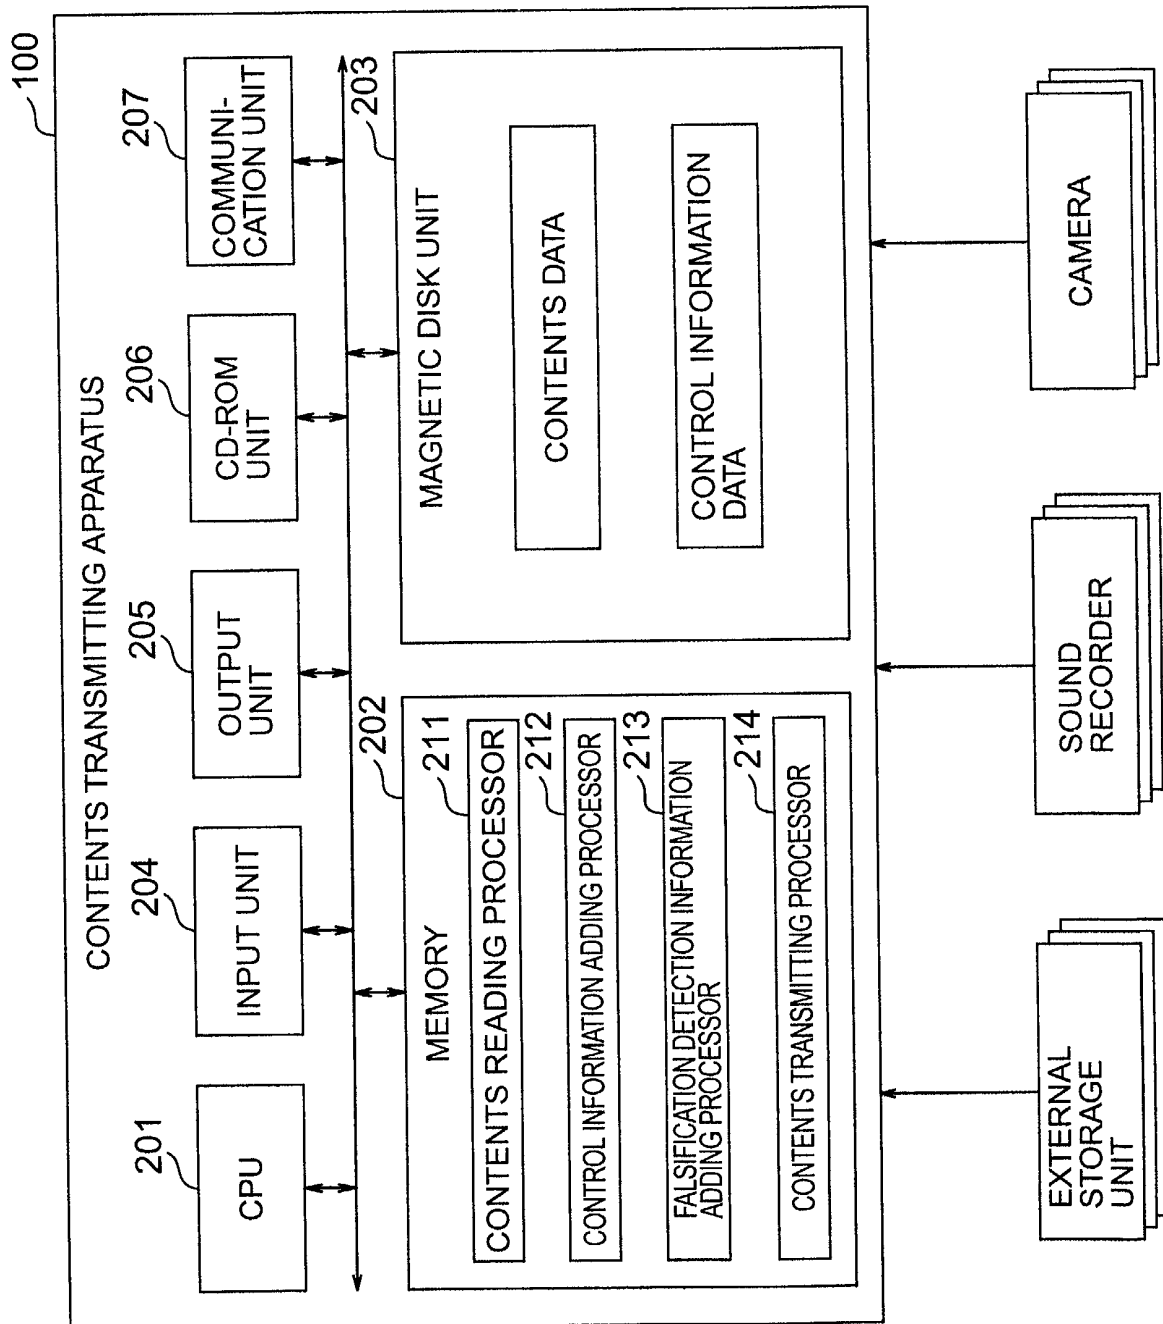 100
CONTENTS TRANSMITTING APPARATUS
201
CPU
204
INPUT UNIT
205
OUTPUT
UNIT
206
CD-ROM
UNIT
207
COMMUNI-
CATION UNIT
202
MEMORY
211
CONTENTS READING PROCESSOR
212
CONTROL INFORMATION ADDING PROCESSOR
213
FALSIFICATION DETECTION INFORMATION
ADDING PROCESSOR
214
CONTENTS TRANSMITTING PROCESSOR
203
MAGNETIC DISK UNIT
CONTENTS DATA
CONTROL INFORMATION
DATA
EXTERNAL
STORAGE
UNIT
SOUND
RECORDER
CAMERA